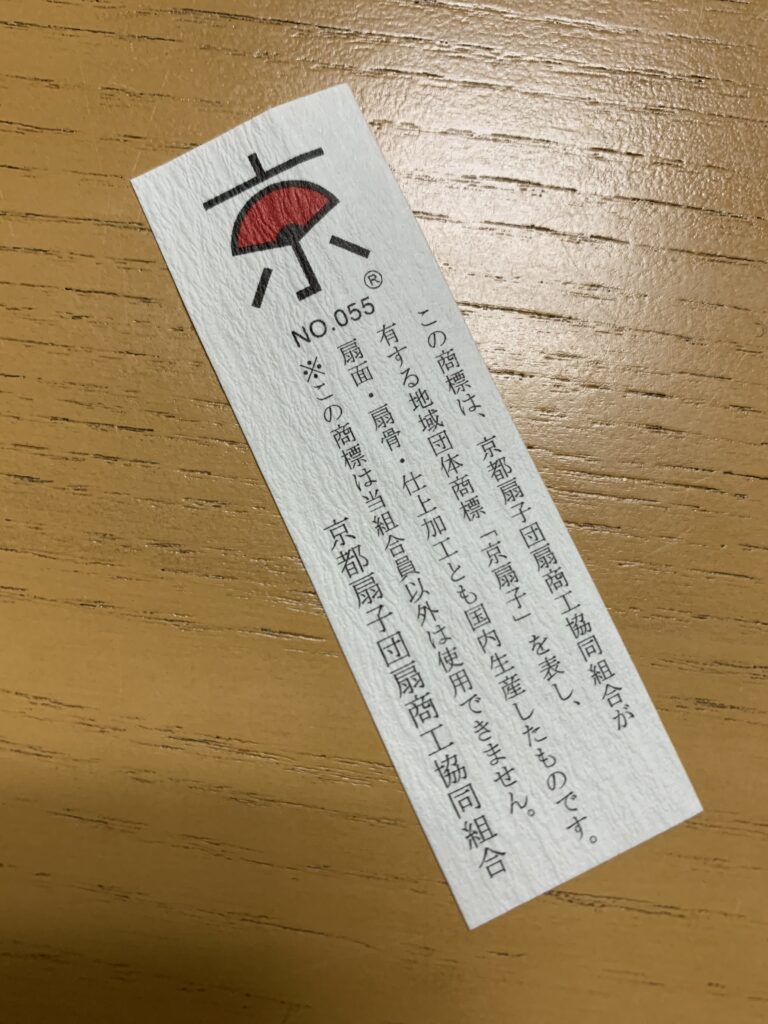 京
®
NO.055
この商標は、京都扇子団扇商工協同組合が
有する地域団体商標「京扇子」を表し、
扇面・扇骨・仕上加工とも国内生産したものです。
※この商標は当組合員以外は使用できません。
京都扇子団扇商工協同組合